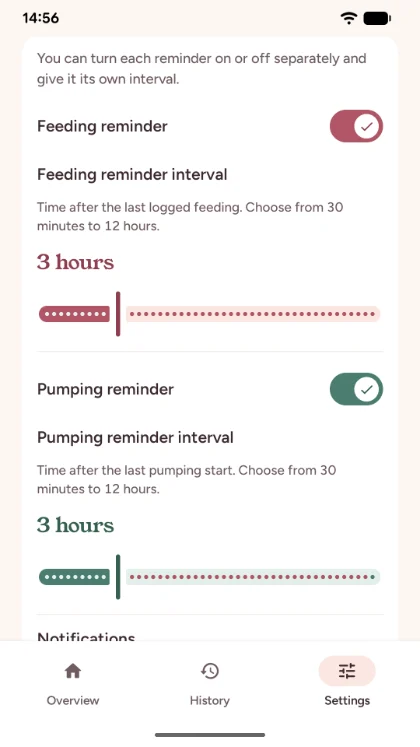 14:56
You can turn each reminder on or off separately and
give it its own interval.
Feeding reminder
Feeding reminder interval
Time after the last logged feeding. Choose from 30
minutes to 12 hours.
3 hours
Pumping reminder
Pumping reminder interval
Time after the last pumping start. Choose from 30
minutes to 12 hours.
3 hours
Notifications
Overview
History
Settings